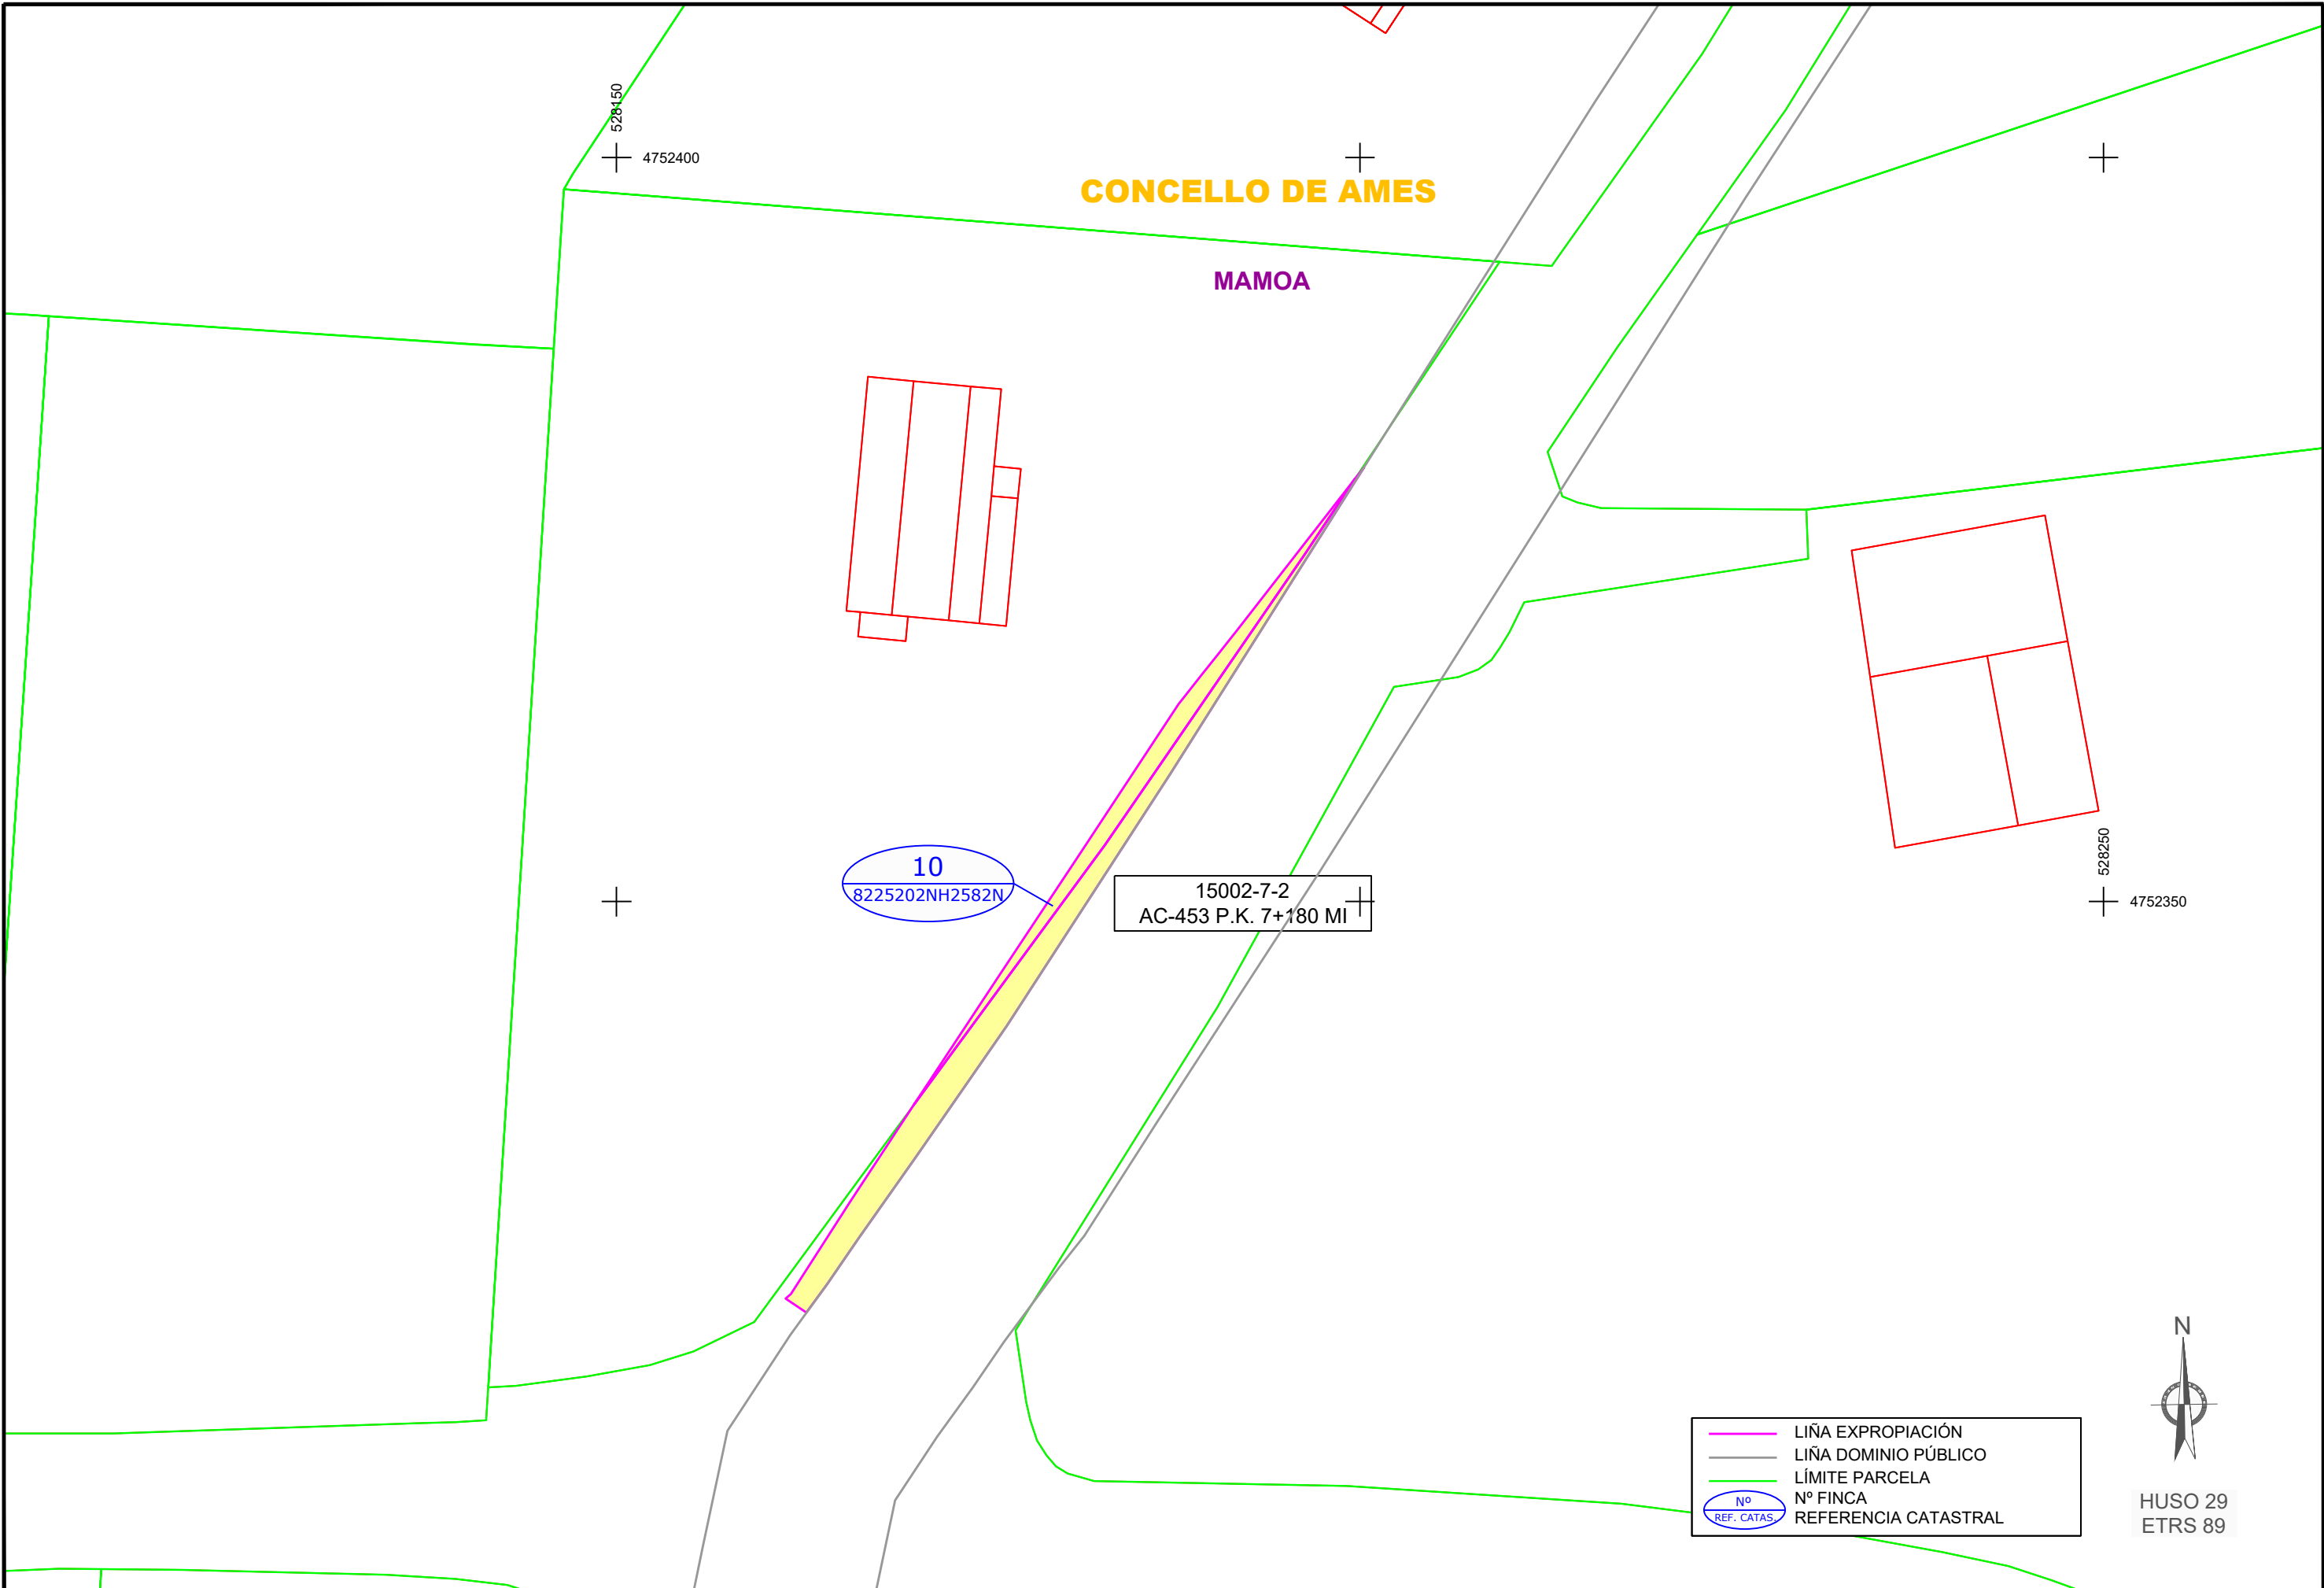 528150
4752400
CONCELLO DE AMES
MAMOA
10
8225202NH2582N
15002-7-2
AC-453 P.K. 7+180 MI
528250
4752350
N
LIÑA EXPROPIACIÓN
LIÑA DOMINIO PÚBLICO
LÍMITE PARCELA
Nº
REF. CATAS.
Nº FINCA
REFERENCIA CATASTRAL
HUSO 29
ETRS 89